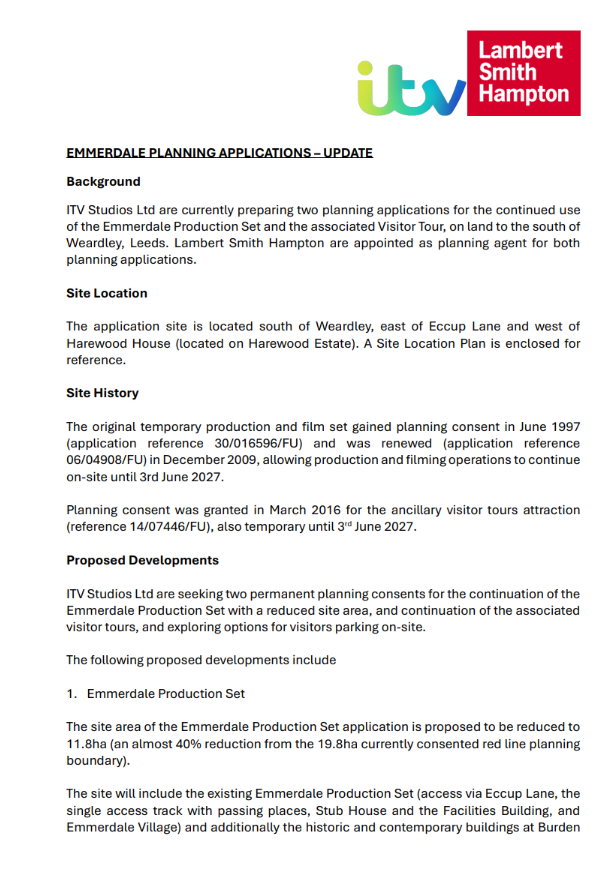 itv
Lambert
Smith
Hampton
EMMERDALE PLANNING APPLICATIONS – UPDATE
Background
ITV Studios Ltd are currently preparing two planning applications for the continued use
of the Emmerdale Production Set and the associated Visitor Tour, on land to the south of
Weardley, Leeds. Lambert Smith Hampton are appointed as planning agent for both
planning applications.
Site Location
The application site is located south of Weardley, east of Eccup Lane and west of
Harewood House (located on Harewood Estate). A Site Location Plan is enclosed for
reference.
Site History
The original temporary production and film set gained planning consent in June 1997
(application reference 30/016596/FU) and was renewed (application reference
06/04908/FU) in December 2009, allowing production and filming operations to continue
on-site until 3rd June 2027.
Planning consent was granted in March 2016 for the ancillary visitor tours attraction
(reference 14/07446/FU), also temporary until 3rd June 2027.
Proposed Developments
ITV Studios Ltd are seeking two permanent planning consents for the continuation of the
Emmerdale Production Set with a reduced site area, and continuation of the associated
visitor tours, and exploring options for visitors parking on-site.
The following proposed developments include
1. Emmerdale Production Set
The site area of the Emmerdale Production Set application is proposed to be reduced to
11.8ha (an almost 40% reduction from the 19.8ha currently consented red line planning
boundary).
The site will include the existing Emmerdale Production Set (access via Eccup Lane, the
single access track with passing places, Stub House and the Facilities Building, and
Emmerdale Village) and additionally the historic and contemporary buildings at Burden